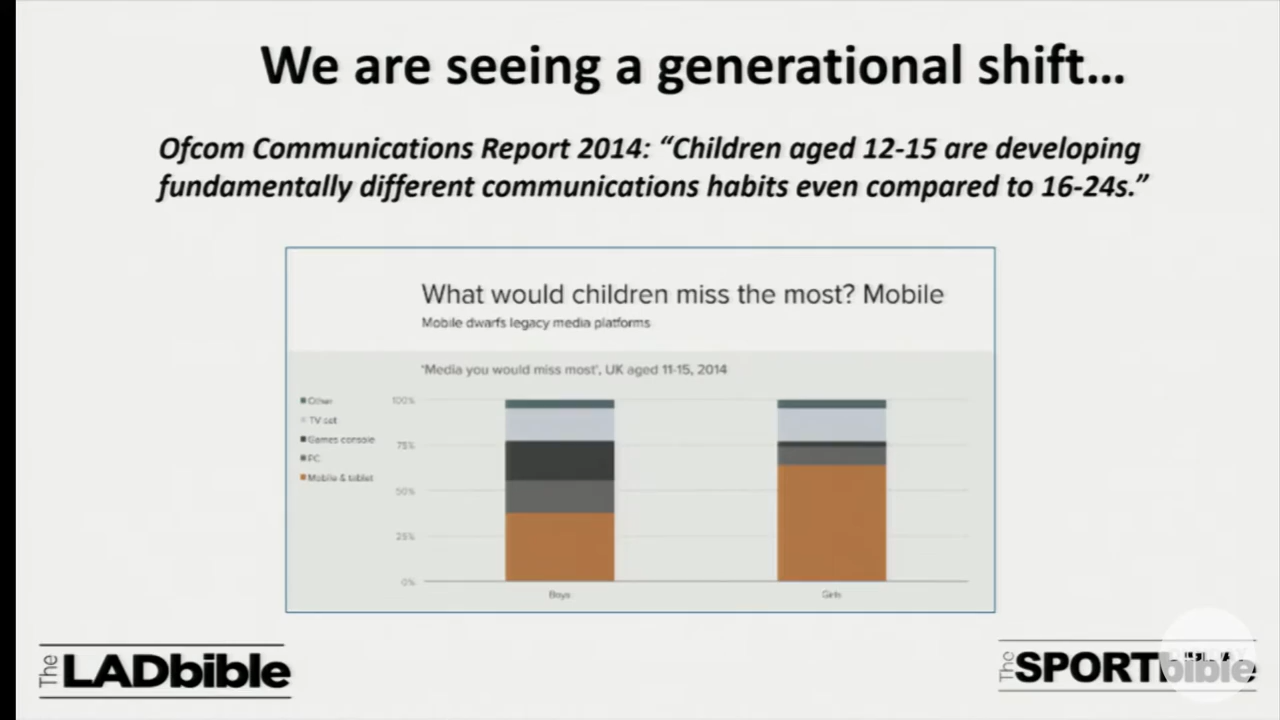 We are seeing a generational shift...
Ofcom Communications Report 2014: “Children aged 12-15 are developing
fundamentally different communications habits even compared to 16-24s.”
What would children miss the most? Mobile
Mobile dwarfs legacy media platforms
'Media you would miss most', UK aged 11-15, 2014
Other
TV set
Games console
PC
Mobile & tablet
100%
75%
50%
25%
0%
Boys
Girls
The LADbible
The SPORTbible